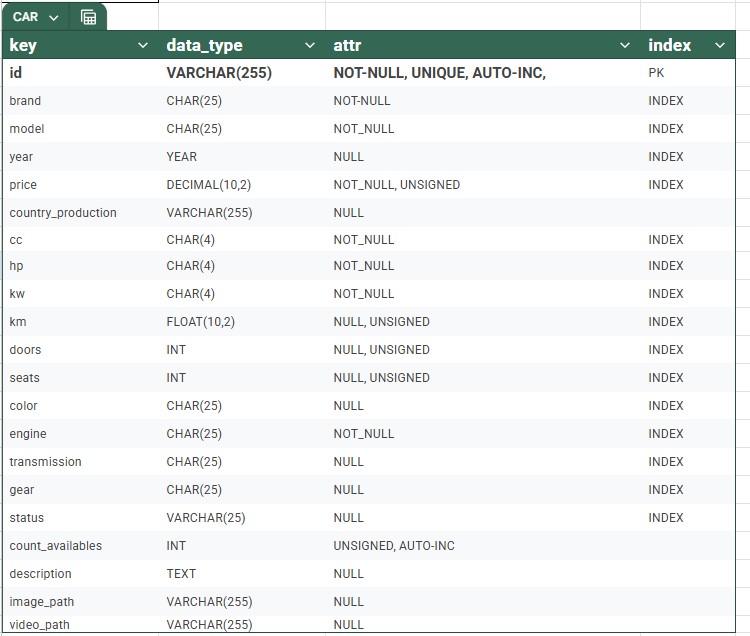 CAR
key data_type attr index
id VARCHAR(255) NOT-NULL, UNIQUE, AUTO-INC, PK
brand CHAR(25) NOT-NULL INDEX
model CHAR(25) NOT_NULL INDEX
year YEAR NULL INDEX
price DECIMAL(10,2) NOT_NULL, UNSIGNED INDEX
country_production VARCHAR(255) NULL
cc CHAR(4) NOT_NULL INDEX
hp CHAR(4) NOT_NULL INDEX
kw CHAR(4) NOT_NULL INDEX
km FLOAT(10,2) NULL, UNSIGNED INDEX
doors INT NULL, UNSIGNED INDEX
seats INT NULL, UNSIGNED INDEX
color CHAR(25) NULL INDEX
engine CHAR(25) NOT_NULL INDEX
transmission CHAR(25) NULL INDEX
gear CHAR(25) NULL INDEX
status VARCHAR(25) NULL INDEX
count_availables INT UNSIGNED, AUTO-INC
description TEXT NULL
image_path VARCHAR(255) NULL
video_path VARCHAR(255) NULL